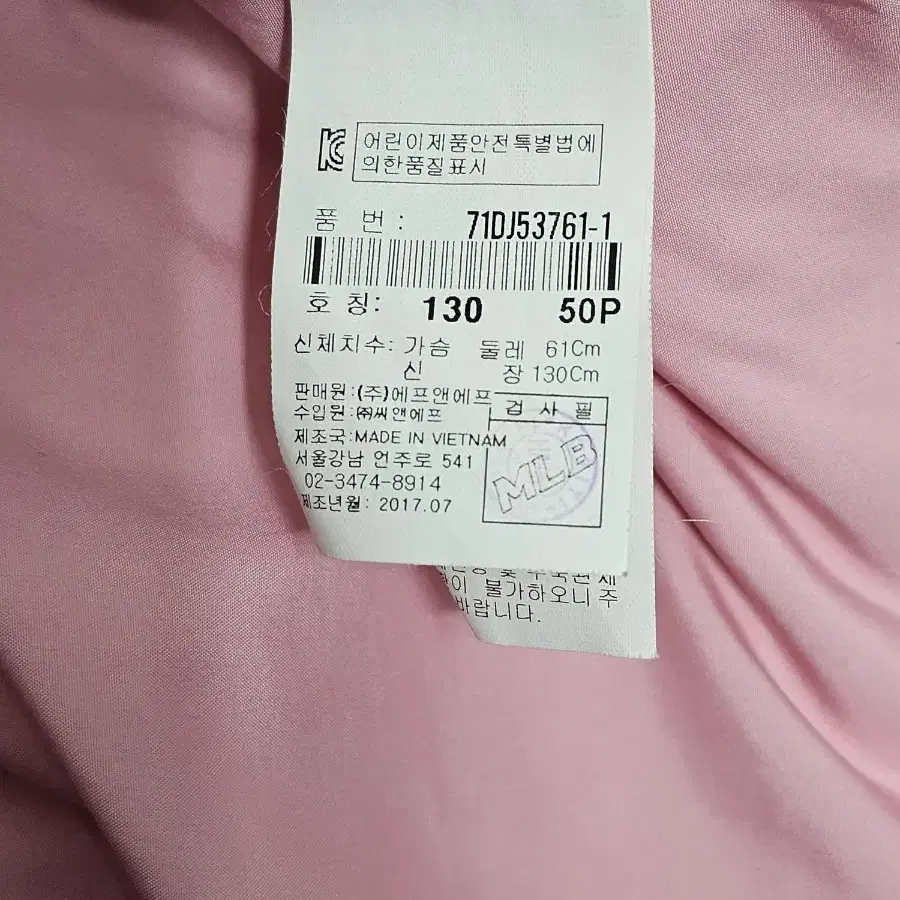 KC 어린이제품안전특별법에
의한품질표시
품 번 : 71DJ53761-1
호 칭: 130 50P
신체치수: 가슴 둘레 61Cm
신 장 130Cm
판매원:(주)에프앤에프
수입원:㈜씨앤에프
검 사 필
제조국:MADE IN VIETNAM
서울강남 언주로 541
02-3474-8914
제조년월: 2017.07
MLB
불가하오니 주
바랍니다.